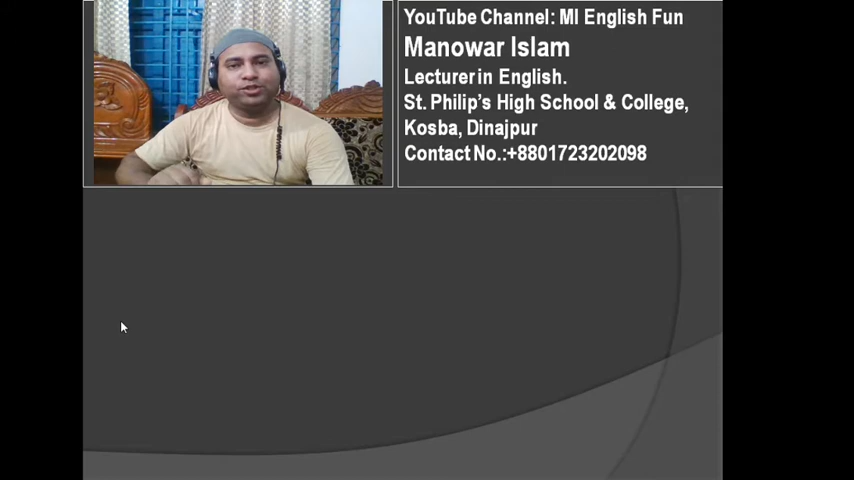 YouTube Channel: MI English Fun
Manowar Islam
Lecturer in English.
St. Philip's High School & College,
Kosba, Dinajpur
Contact No.:+8801723202098